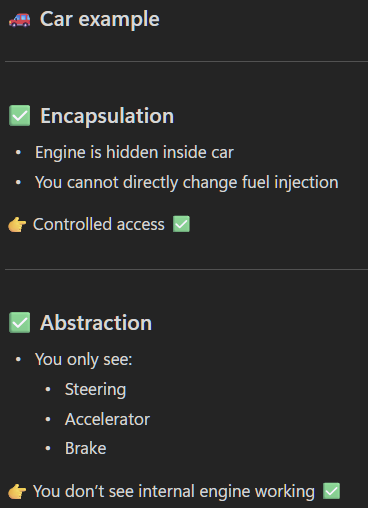 🚗 Car example
✅ Encapsulation
• Engine is hidden inside car
• You cannot directly change fuel injection
👉 Controlled access ✅
✅ Abstraction
• You only see:
• Steering
• Accelerator
• Brake
👉 You don’t see internal engine working ✅